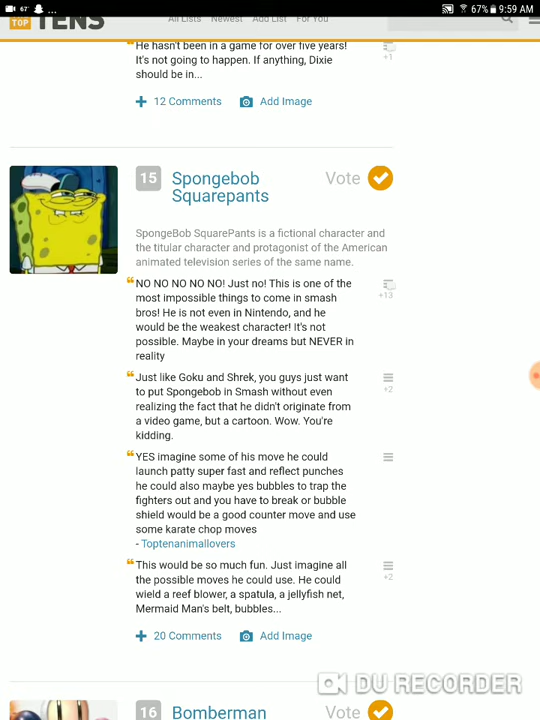 67° 67% 9:59 AM
TOP TENS All Lists Newest Add List For You
He hasn't been in a game for over five years!
It's not going to happen. If anything, Dixie
should be in...
+1
12 Comments Add Image
15 Spongebob Squarepants Vote
SpongeBob SquarePants is a fictional character and
the titular character and protagonist of the American
animated television series of the same name.
NO NO NO NO NO! Just no! This is one of the
most impossible things to come in smash
bros! He is not even in Nintendo, and he
would be the weakest character! It's not
possible. Maybe in your dreams but NEVER in
reality
+13
Just like Goku and Shrek, you guys just want
to put Spongebob in Smash without even
realizing the fact that he didn't originate from
a video game, but a cartoon. Wow. You're
kidding.
+2
YES imagine some of his move he could
launch patty super fast and reflect punches
he could also maybe yes bubbles to trap the
fighters out and you have to break or bubble
shield would be a good counter move and use
some karate chop moves
- Toptenanimallovers
This would be so much fun. Just imagine all
the possible moves he could use. He could
wield a reef blower, a spatula, a jellyfish net,
Mermaid Man's belt, bubbles...
+2
20 Comments Add Image
DU RECORDER
16 Bomberman Vote